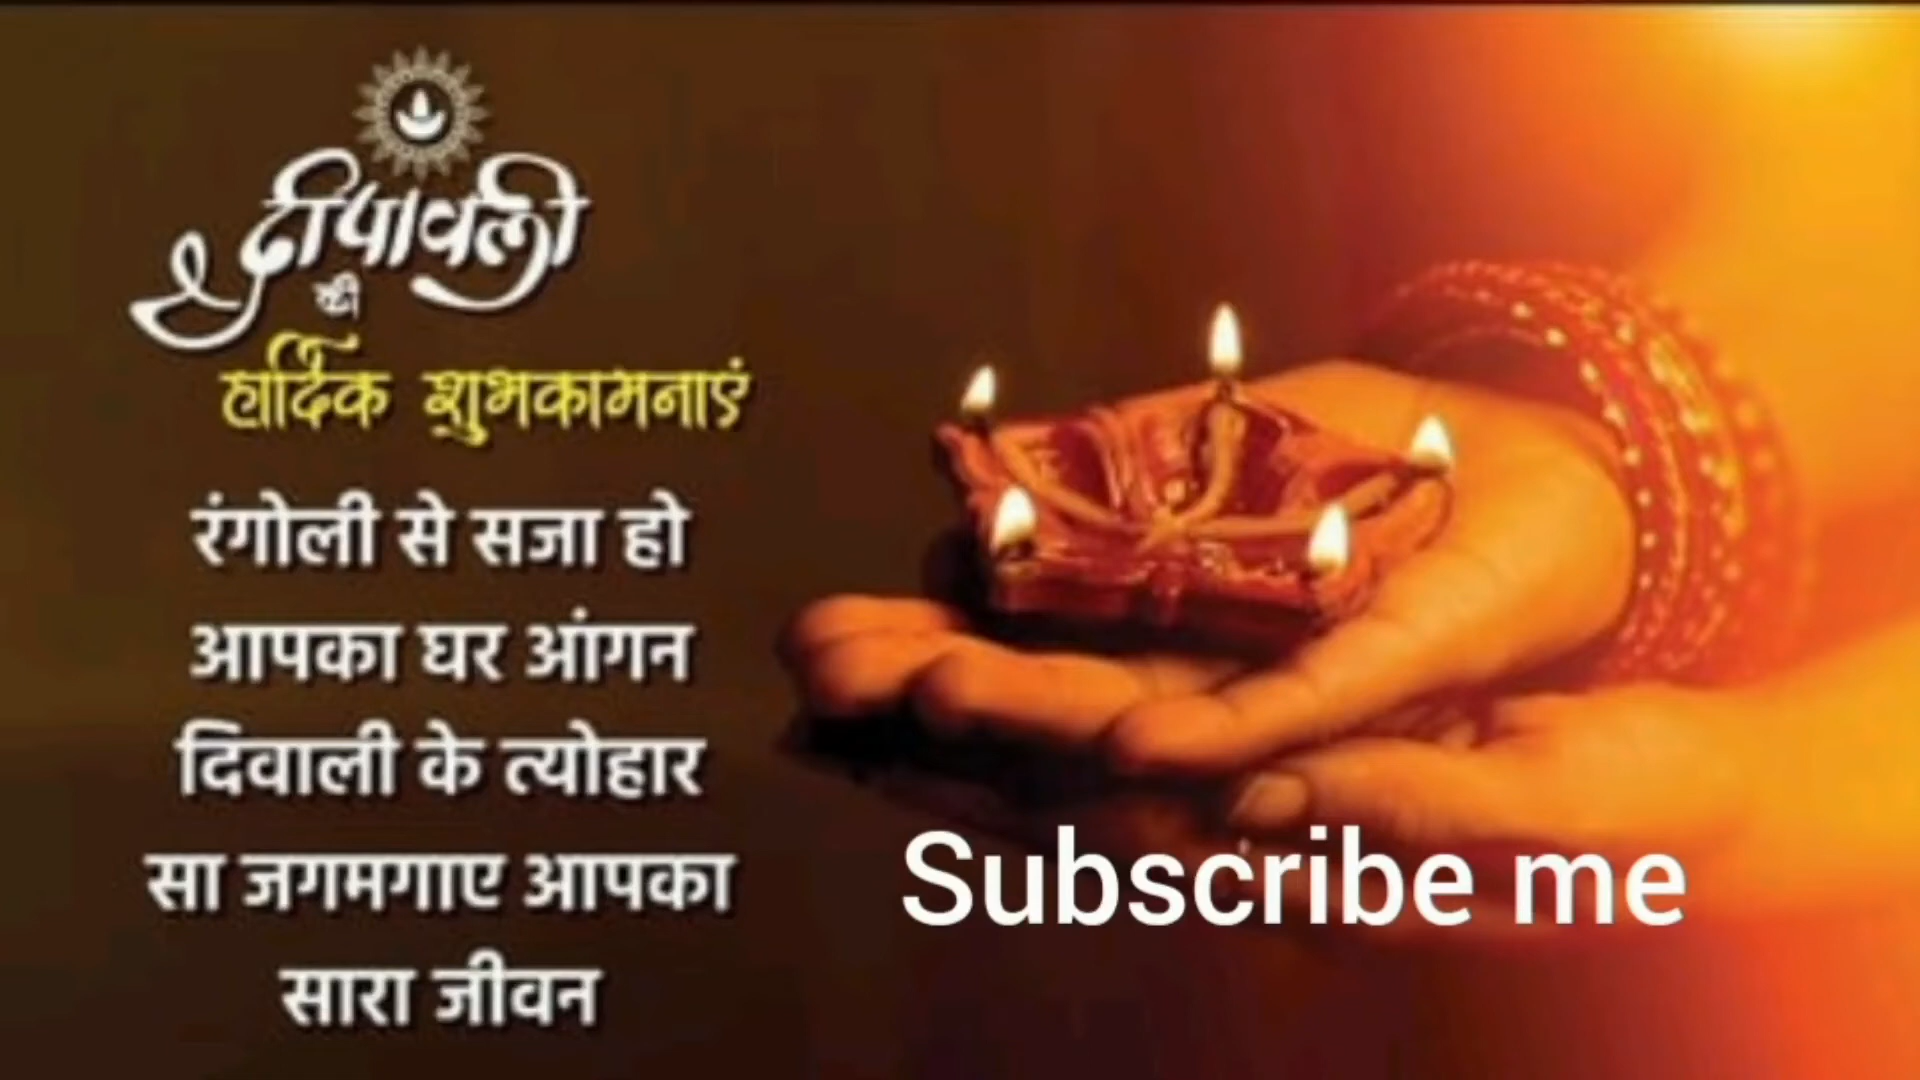 दीपावली
की
हार्दिक शुभकामनाएं
रंगोली से सजा हो
आपका घर आंगन
दिवाली के त्योहार
सा जगमगाए आपका
सारा जीवन
Subscribe me